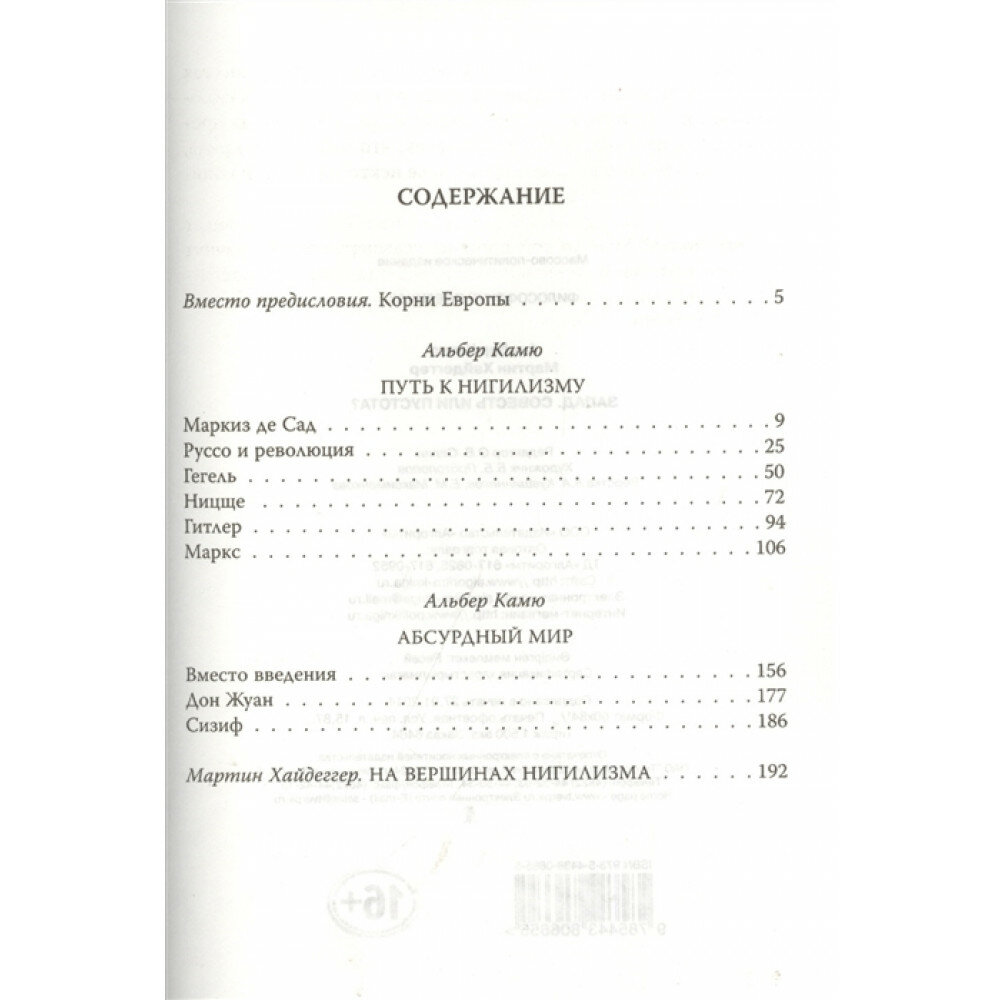 СОДЕРЖАНИЕ
Вместо предисловия. Корни Европы . . . . . . . . . . . . . . . 5
Альбер Камю
ПУТЬ К НИГИЛИЗМУ
Маркиз де Сад . . . . . . . . . . . . . . . . . . . . . . . . . . . 9
Руссо и революция . . . . . . . . . . . . . . . . . . . . . . . . 25
Гегель . . . . . . . . . . . . . . . . . . . . . . . . . . . . . . 50
Ницще . . . . . . . . . . . . . . . . . . . . . . . . . . . . . . 72
Гитлер . . . . . . . . . . . . . . . . . . . . . . . . . . . . . . 94
Маркс . . . . . . . . . . . . . . . . . . . . . . . . . . . . . . 106
Альбер Камю
АБСУРДНЫЙ МИР
Вместо введения . . . . . . . . . . . . . . . . . . . . . . . . . 156
Дон Жуан . . . . . . . . . . . . . . . . . . . . . . . . . . . . 177
Сизиф . . . . . . . . . . . . . . . . . . . . . . . . . . . . . . 186
Мартин Хайдеггер. НА ВЕРШИНАХ НИГИЛИЗМА . . . . . . 192
16+